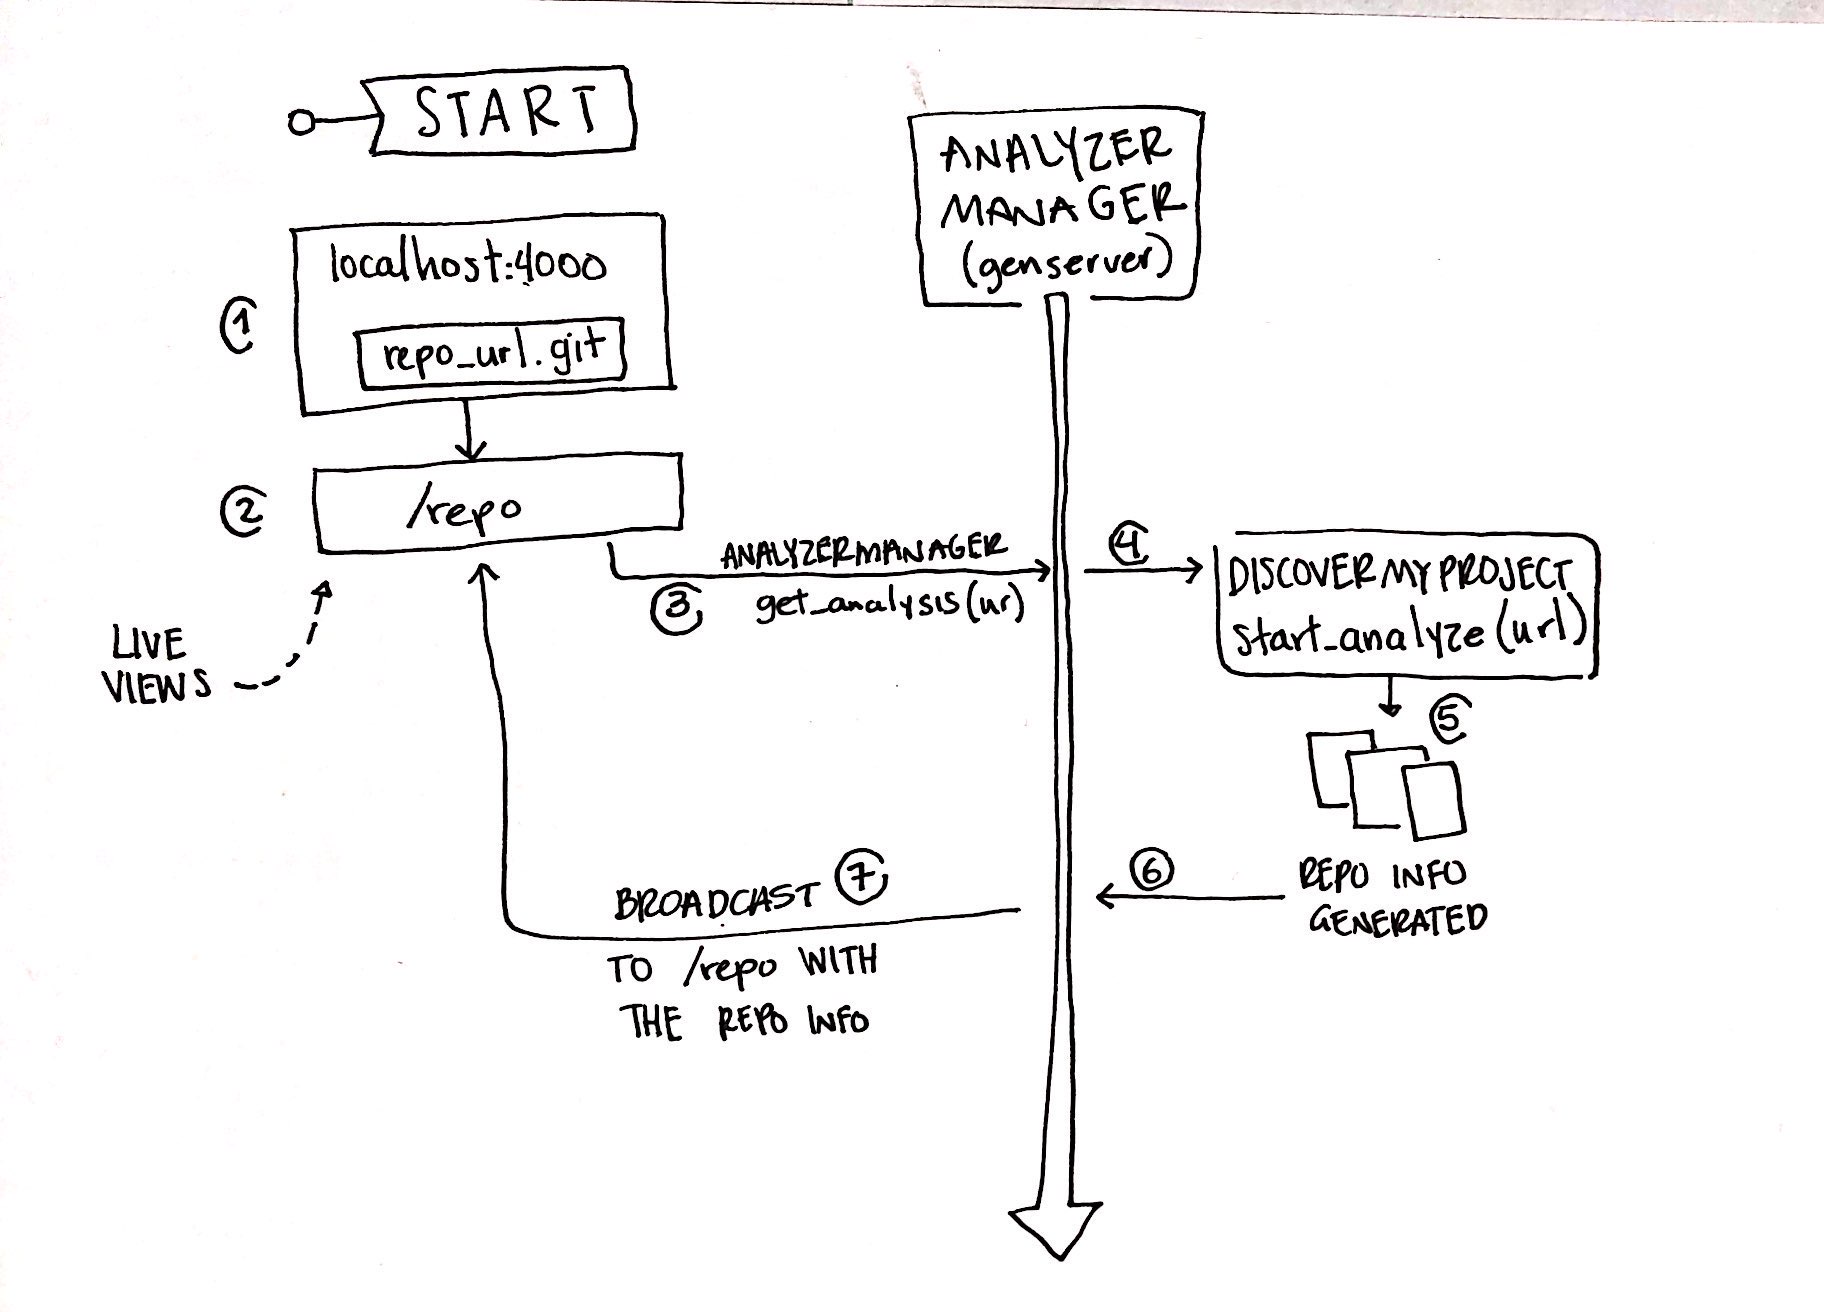 START
ANALYZER
MANAGER
(genserver)
localhost:4000
1
repo_url.git
2
/repo
ANALYZERMANAGER
3
get_analysis(ur)
4
DISCOVERMYPROJECT
start_analyze(url)
LIVE
VIEWS
5
REPO INFO
GENERATED
6
BROADCAST 7
TO /repo WITH
THE REPO INFO